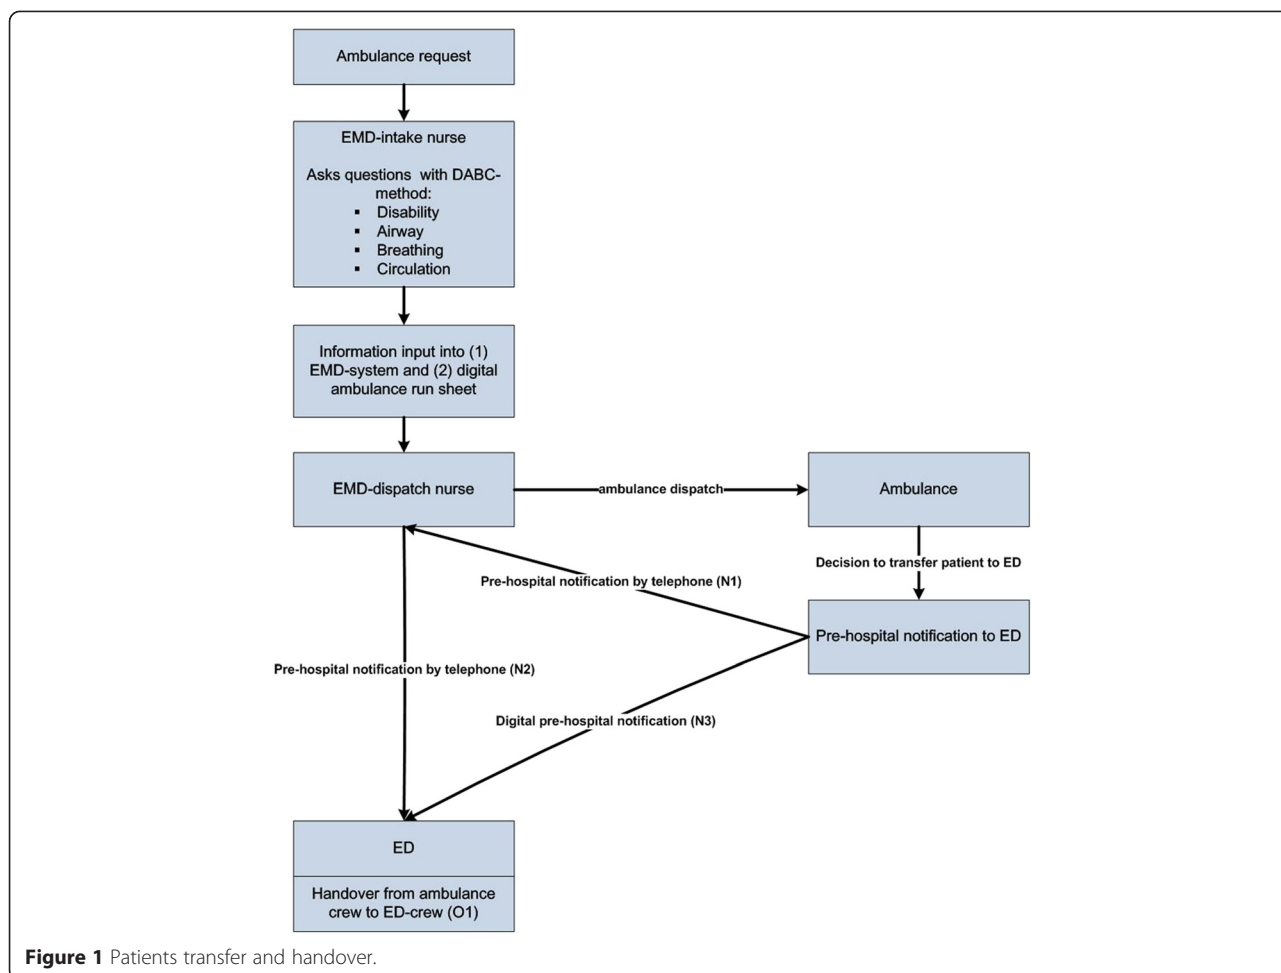 Ambulance request
EMD-intake nurse
Asks questions with DABC-
method:
▪ Disability
▪ Airway
▪ Breathing
▪ Circulation
Information input into (1)
EMD-system and (2) digital
ambulance run sheet
EMD-dispatch nurse
ambulance dispatch
Ambulance
Decision to transfer patient to ED
Pre-hospital notification by telephone (N1)
Pre-hospital notification to ED
Pre-hospital notification by telephone (N2)
Digital pre-hospital notification (N3)
ED
Handover from ambulance
crew to ED-crew (O1)
Figure 1 Patients transfer and handover.